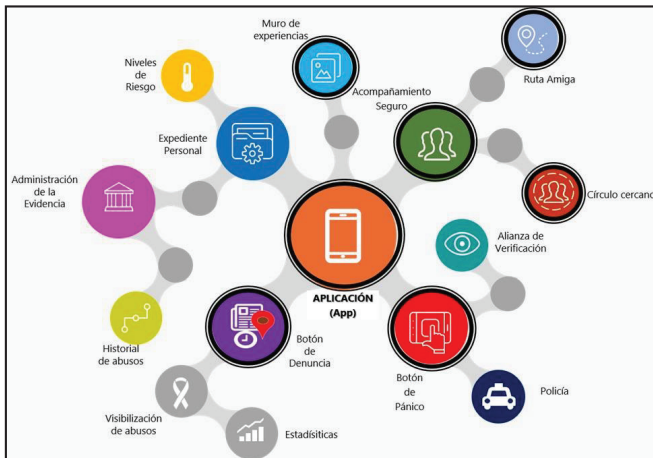 Muro de
experiencias
Niveles
de
Riesgo
Ruta Amiga
Acompañamiento
Seguro
Expediente
Personal
Administración
de la
Evidencia
Círculo cercano
Alianza de
Verificación
APLICACIÓN
(App)
Historial
de abusos
Botón
de
Denuncia
Botón
de
Pánico
Policía
Visibilización
de abusos
Estadísiticas